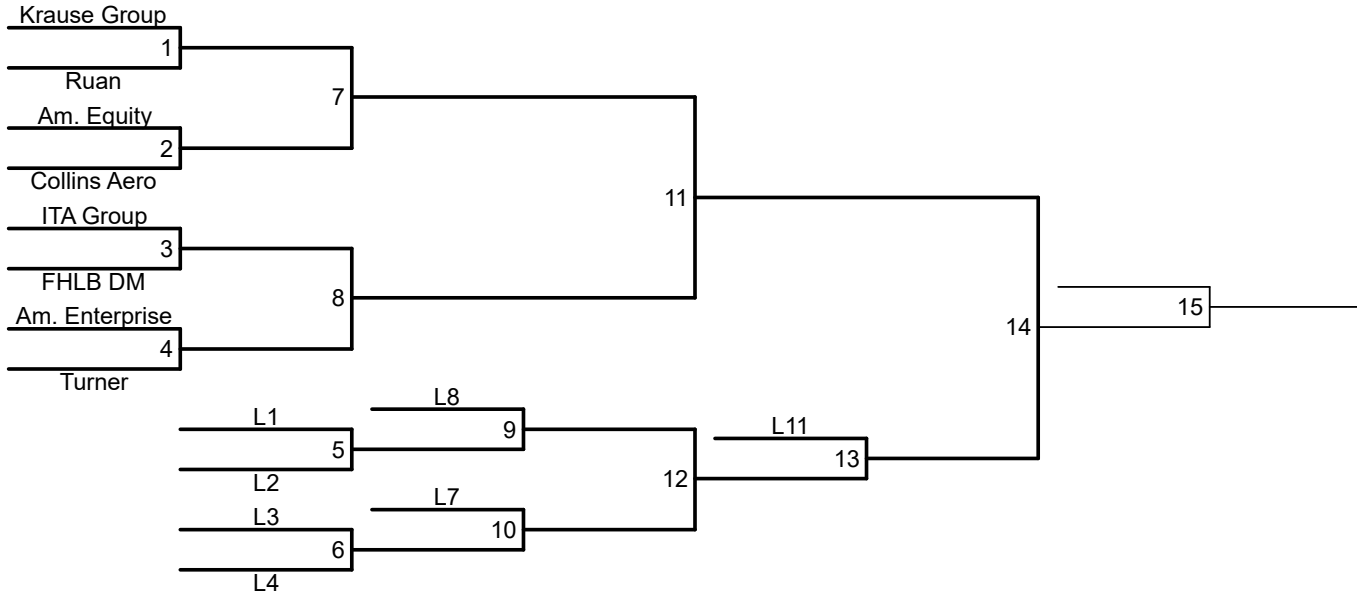 Krause Group
1
Ruan
7
Am. Equity
2
Collins Aero
11
ITA Group
3
FHLB DM
8
Am. Enterprise
4
Turner
15
14
L8
L1
9
5
L2
L11
13
12
L7
L3
10
6
L4